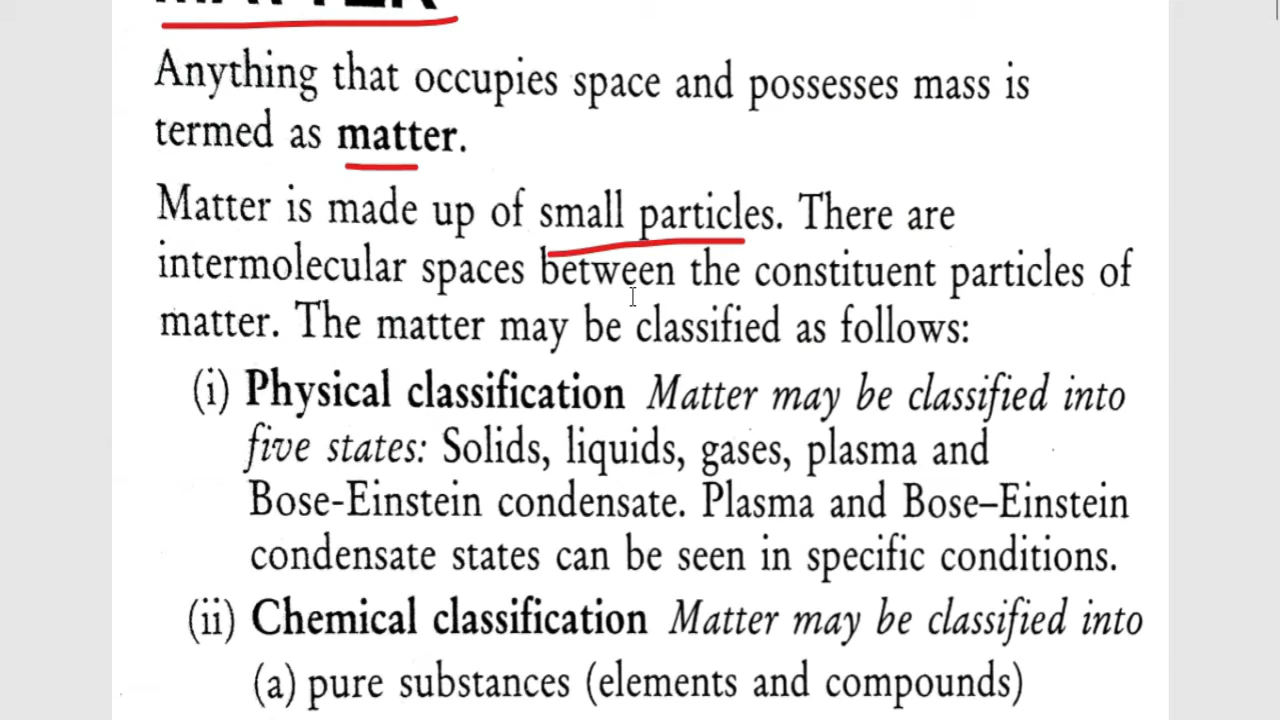 MATTER
Anything that occupies space and possesses mass is
termed as matter.
Matter is made up of small particles. There are
intermolecular spaces between the constituent particles of
matter. The matter may be classified as follows:
(i) Physical classification Matter may be classified into
five states: Solids, liquids, gases, plasma and
Bose-Einstein condensate. Plasma and Bose–Einstein
condensate states can be seen in specific conditions.
(ii) Chemical classification Matter may be classified into
(a) pure substances (elements and compounds)